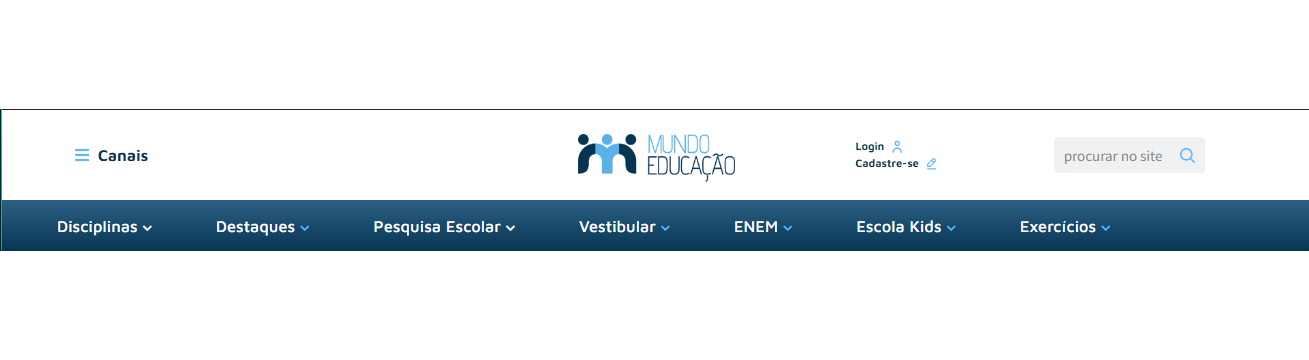 Canais
MUNDO
EDUCAÇÃO
Login
Cadastre-se
procurar no site
Disciplinas
Destaques
Pesquisa Escolar
Vestibular
ENEM
Escola Kids
Exercícios